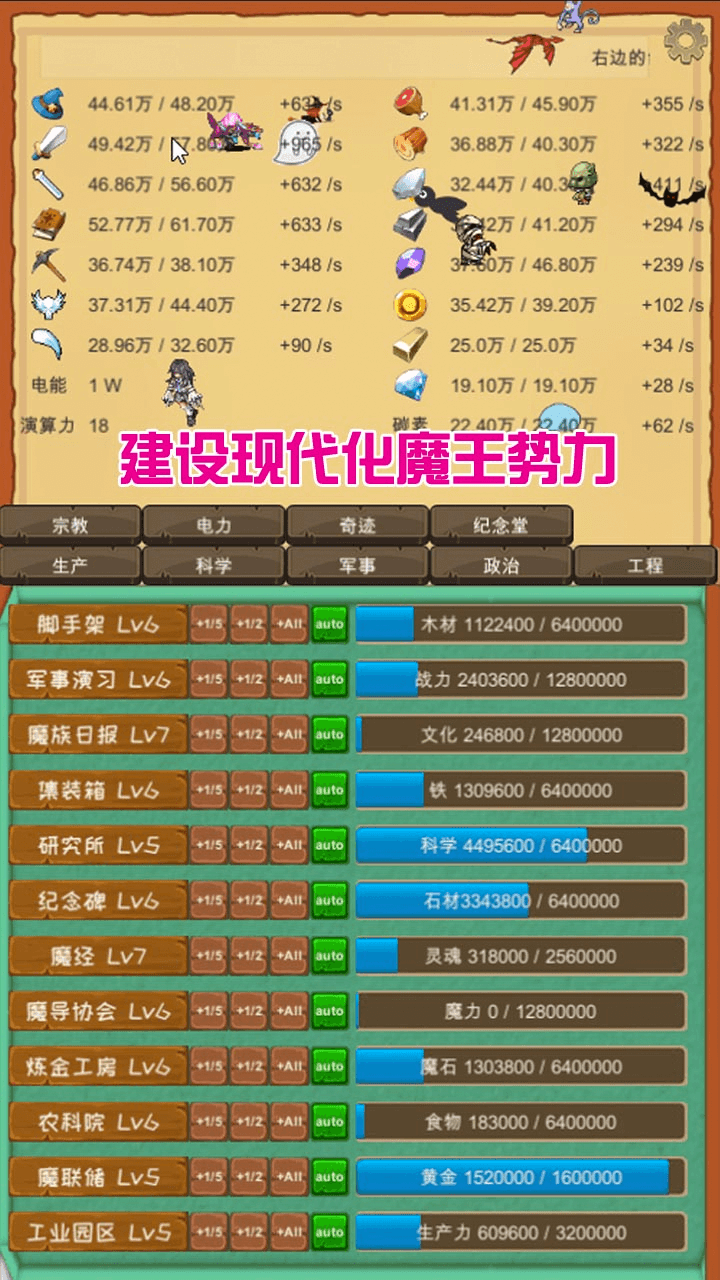 右边的
44.61万 / 48.20万 +63 /s 41.31万 / 45.90万 +355 /s
49.42万 / 7.80 +965 /s 36.88万 / 40.30万 +322 /s
46.86万 / 56.60万 +632 /s 32.44万 / 40.3 411 /s
52.77万 / 61.70万 +633 /s 2万 / 41.20万 +294 /s
36.74万 / 38.10万 +348 /s 37.60万 / 46.80万 +239 /s
37.31万 / 44.40万 +272 /s 35.42万 / 39.20万 +102 /s
28.96万 / 32.60万 +90 /s 25.0万 / 25.0万 +34 /s
电能 1 W 19.10万 / 19.10万 +28 /s
演算力 18 碳素 22.40万 / 22.40万 +62 /s
建设现代化魔王势力
宗教 电力 奇迹 纪念堂
生产 科学 军事 政治 工程
脚手架 Lv6 +1/5 +1/2 +All auto 木材 1122400 / 6400000
军事演习 Lv6 +1/5 +1/2 +All auto 战力 2403600 / 12800000
魔族日报 Lv7 +1/5 +1/2 +All auto 文化 246800 / 12800000
集装箱 Lv6 +1/5 +1/2 +All auto 铁 1309600 / 6400000
研究所 Lv5 +1/5 +1/2 +All auto 科学 4495600 / 6400000
纪念碑 Lv6 +1/5 +1/2 +All auto 石材3343800 / 6400000
魔经 Lv7 +1/5 +1/2 +All auto 灵魂 318000 / 2560000
魔导协会 Lv6 +1/5 +1/2 +All auto 魔力 0 / 12800000
炼金工房 Lv6 +1/5 +1/2 +All auto 魔石 1303800 / 6400000
农科院 Lv6 +1/5 +1/2 +All auto 食物 183000 / 6400000
魔联储 Lv5 +1/5 +1/2 +All auto 黄金 1520000 / 1600000
工业园区 Lv5 +1/5 +1/2 +All auto 生产力 609600 / 3200000